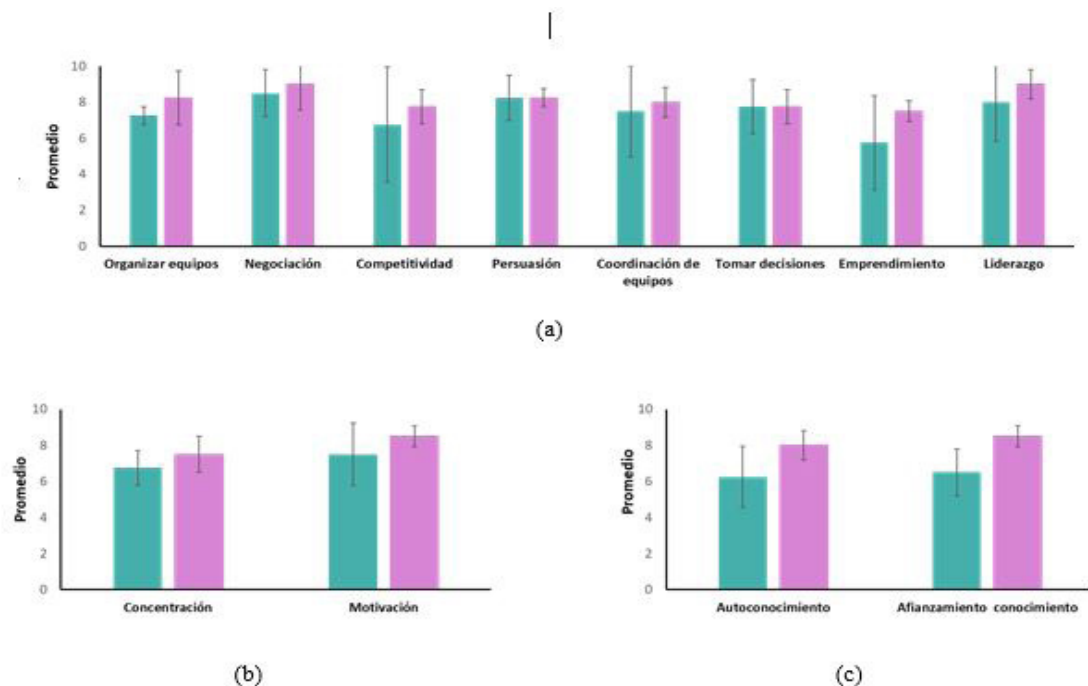 10
8
6
4
2
0
Promedio
Organizar equipos Negociación Competitividad Persuasión Coordinación de equipos Tomar decisiones Emprendimiento Liderazgo
(a)
10
8
6
4
2
0
Promedio
Concentración Motivación
(b)
10
8
6
4
2
0
Promedio
Autoconocimiento Afianzamiento conocimiento
(c)